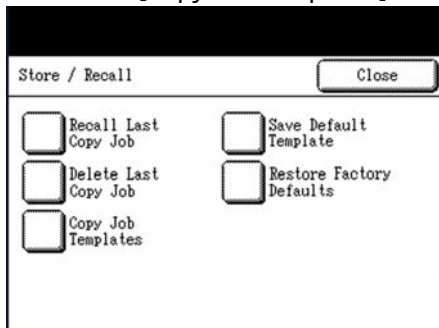 Store / Recall
Close
Recall Last
Copy Job
Save Default
Template
Delete Last
Copy Job
Restore Factory
Defaults
Copy Job
Templates